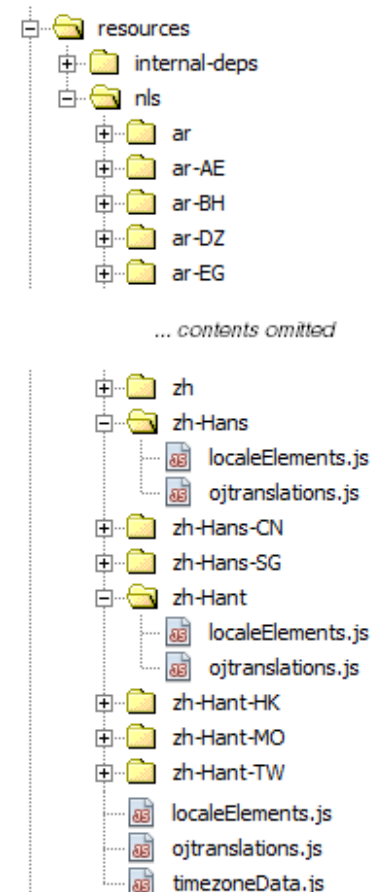 resources
internal-deps
nls
ar
ar-AE
ar-BH
ar-DZ
ar-EG
... contents omitted
zh
zh-Hans
localeElements.js
ojtranslations.js
zh-Hans-CN
zh-Hans-SG
zh-Hant
localeElements.js
ojtranslations.js
zh-Hant-HK
zh-Hant-MO
zh-Hant-TW
localeElements.js
ojtranslations.js
timezoneData.js